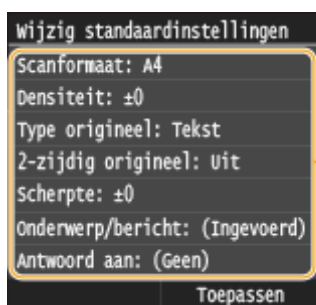 Wijzig standaardinstellingen
Scanformaat: A4
Densiteit: ±0
Type origineel: Tekst
2-zijdig origineel: Uit
Scherpte: ±0
Onderwerp/bericht: (Ingevoerd)
Antwoord aan: (Geen)
Toepassen